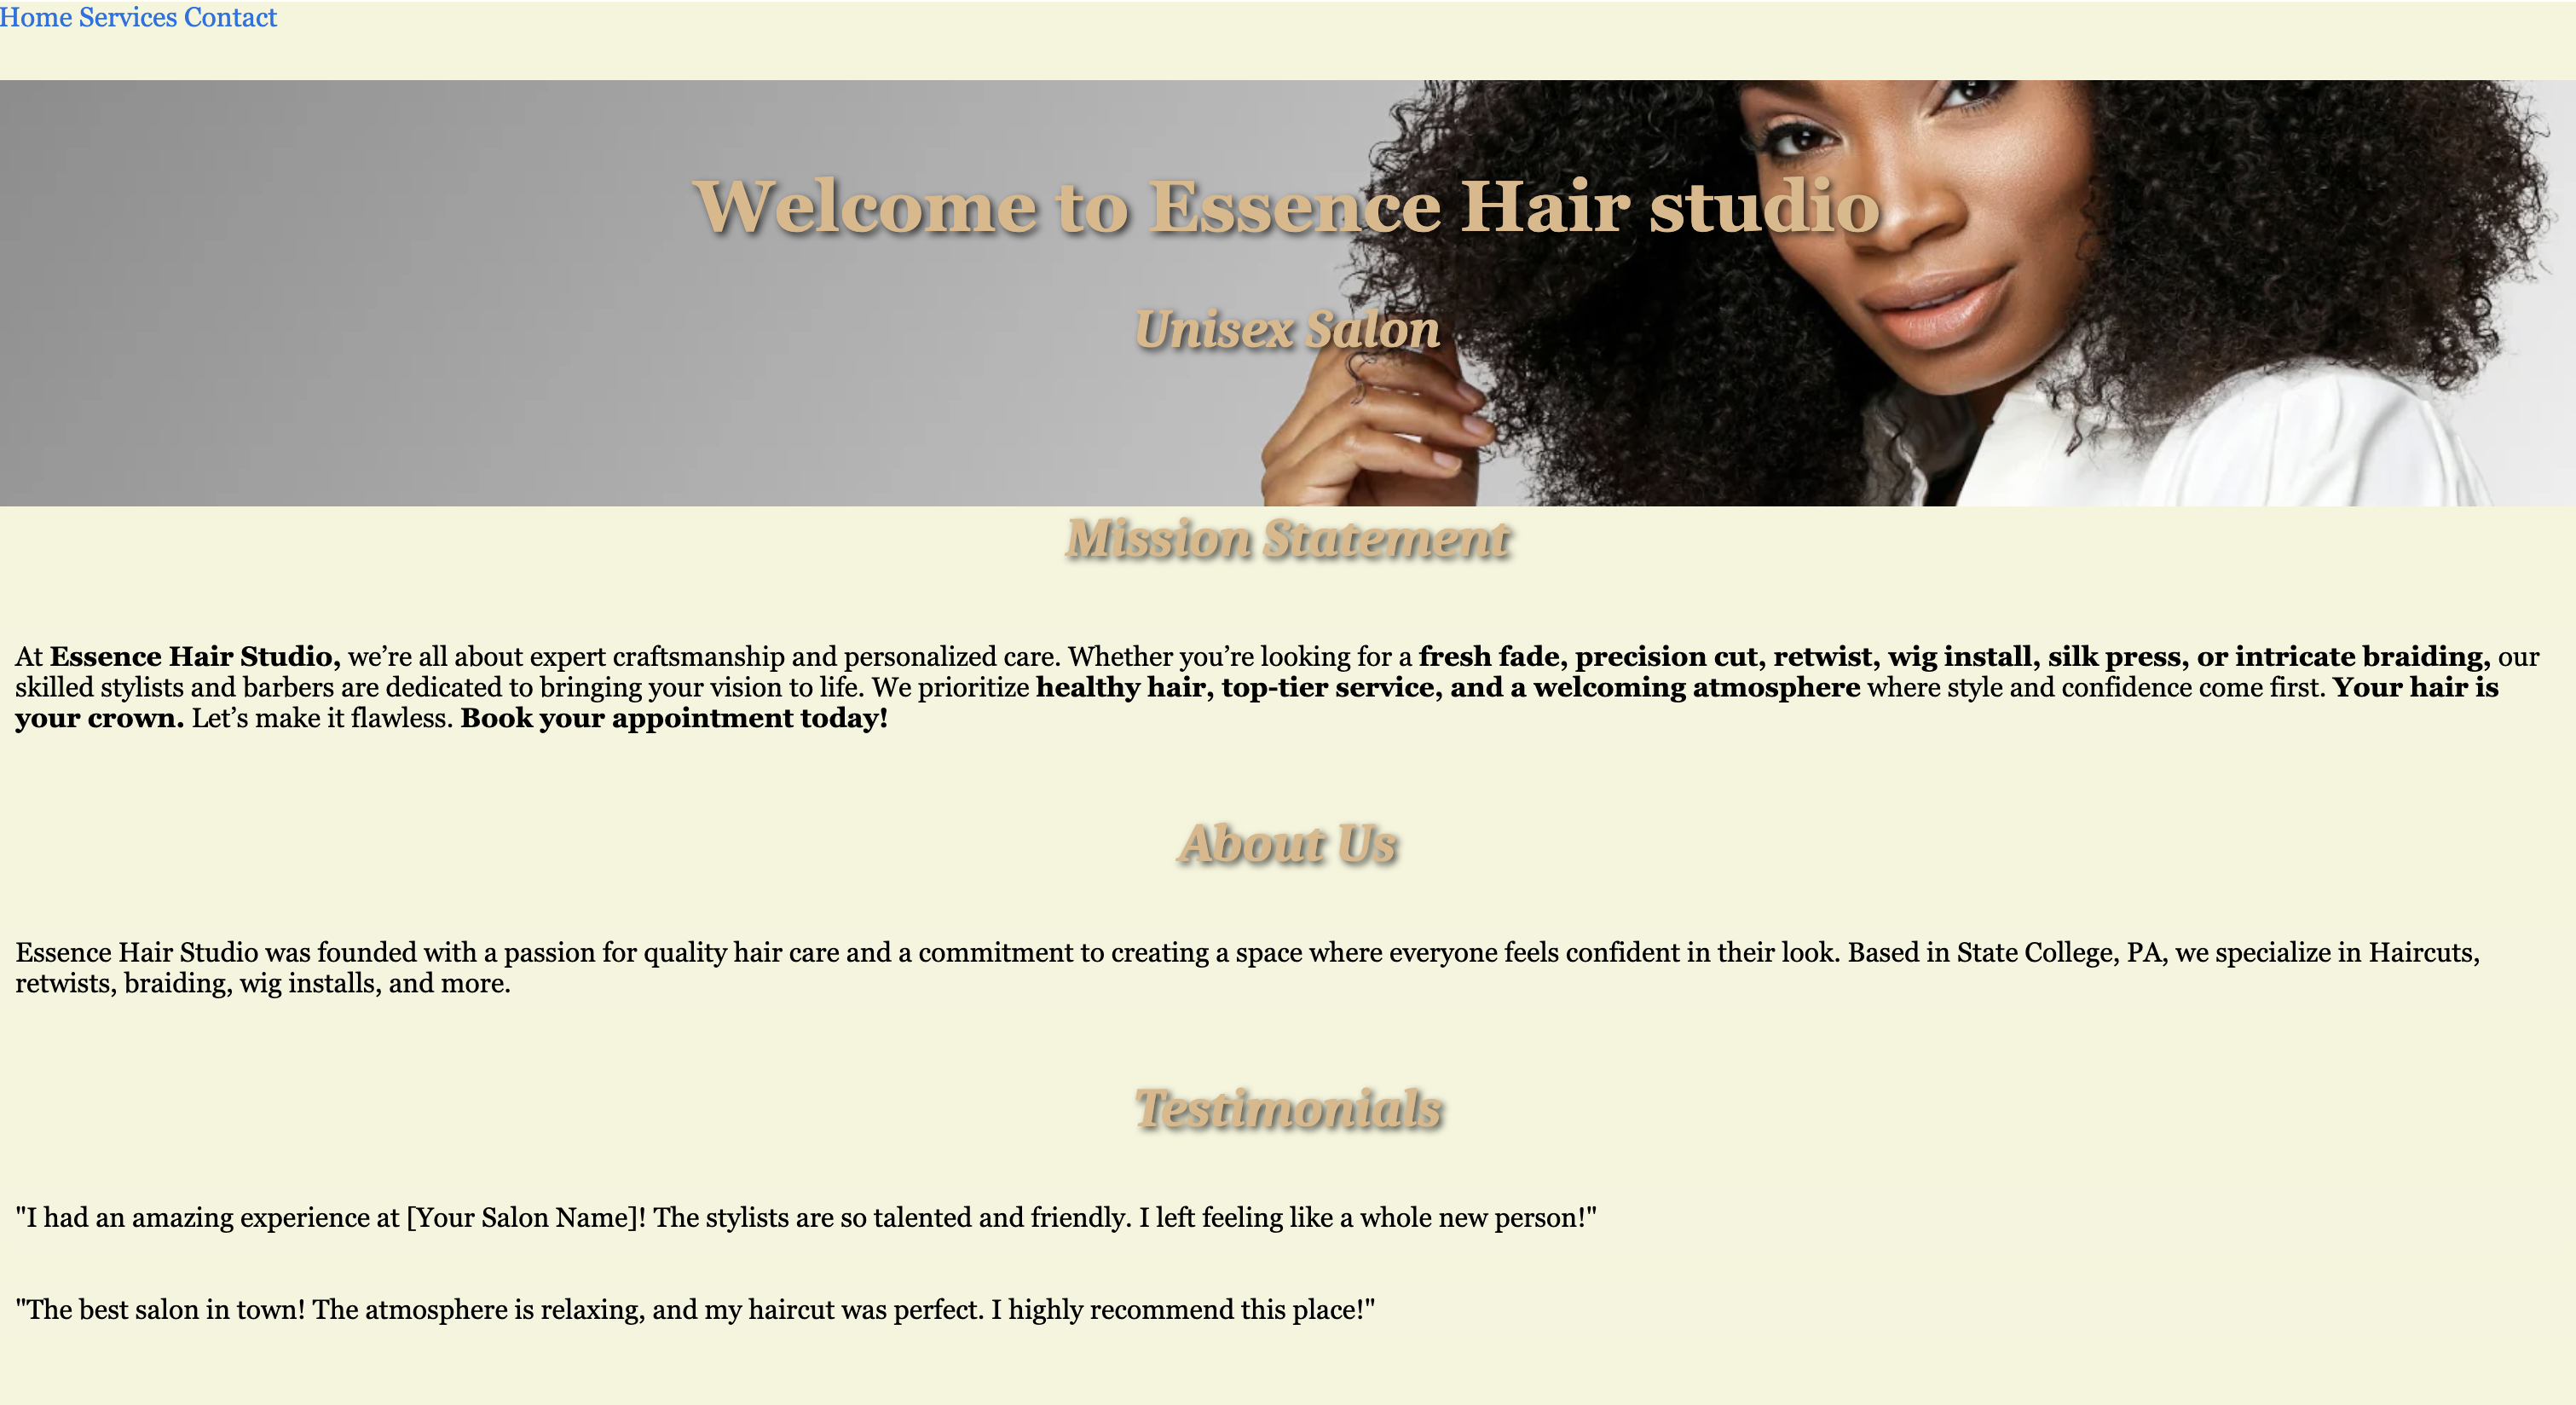 Home Services Contact
Welcome to Essence Hair studio
Unisex Salon
Mission Statement
At Essence Hair Studio, we’re all about expert craftsmanship and personalized care. Whether you’re looking for a fresh fade, precision cut, retwist, wig install, silk press, or intricate braiding, our
skilled stylists and barbers are dedicated to bringing your vision to life. We prioritize healthy hair, top-tier service, and a welcoming atmosphere where style and confidence come first. Your hair is
your crown. Let’s make it flawless. Book your appointment today!
About Us
Essence Hair Studio was founded with a passion for quality hair care and a commitment to creating a space where everyone feels confident in their look. Based in State College, PA, we specialize in Haircuts,
retwists, braiding, wig installs, and more.
Testimonials
"I had an amazing experience at [Your Salon Name]! The stylists are so talented and friendly. I left feeling like a whole new person!"
"The best salon in town! The atmosphere is relaxing, and my haircut was perfect. I highly recommend this place!"